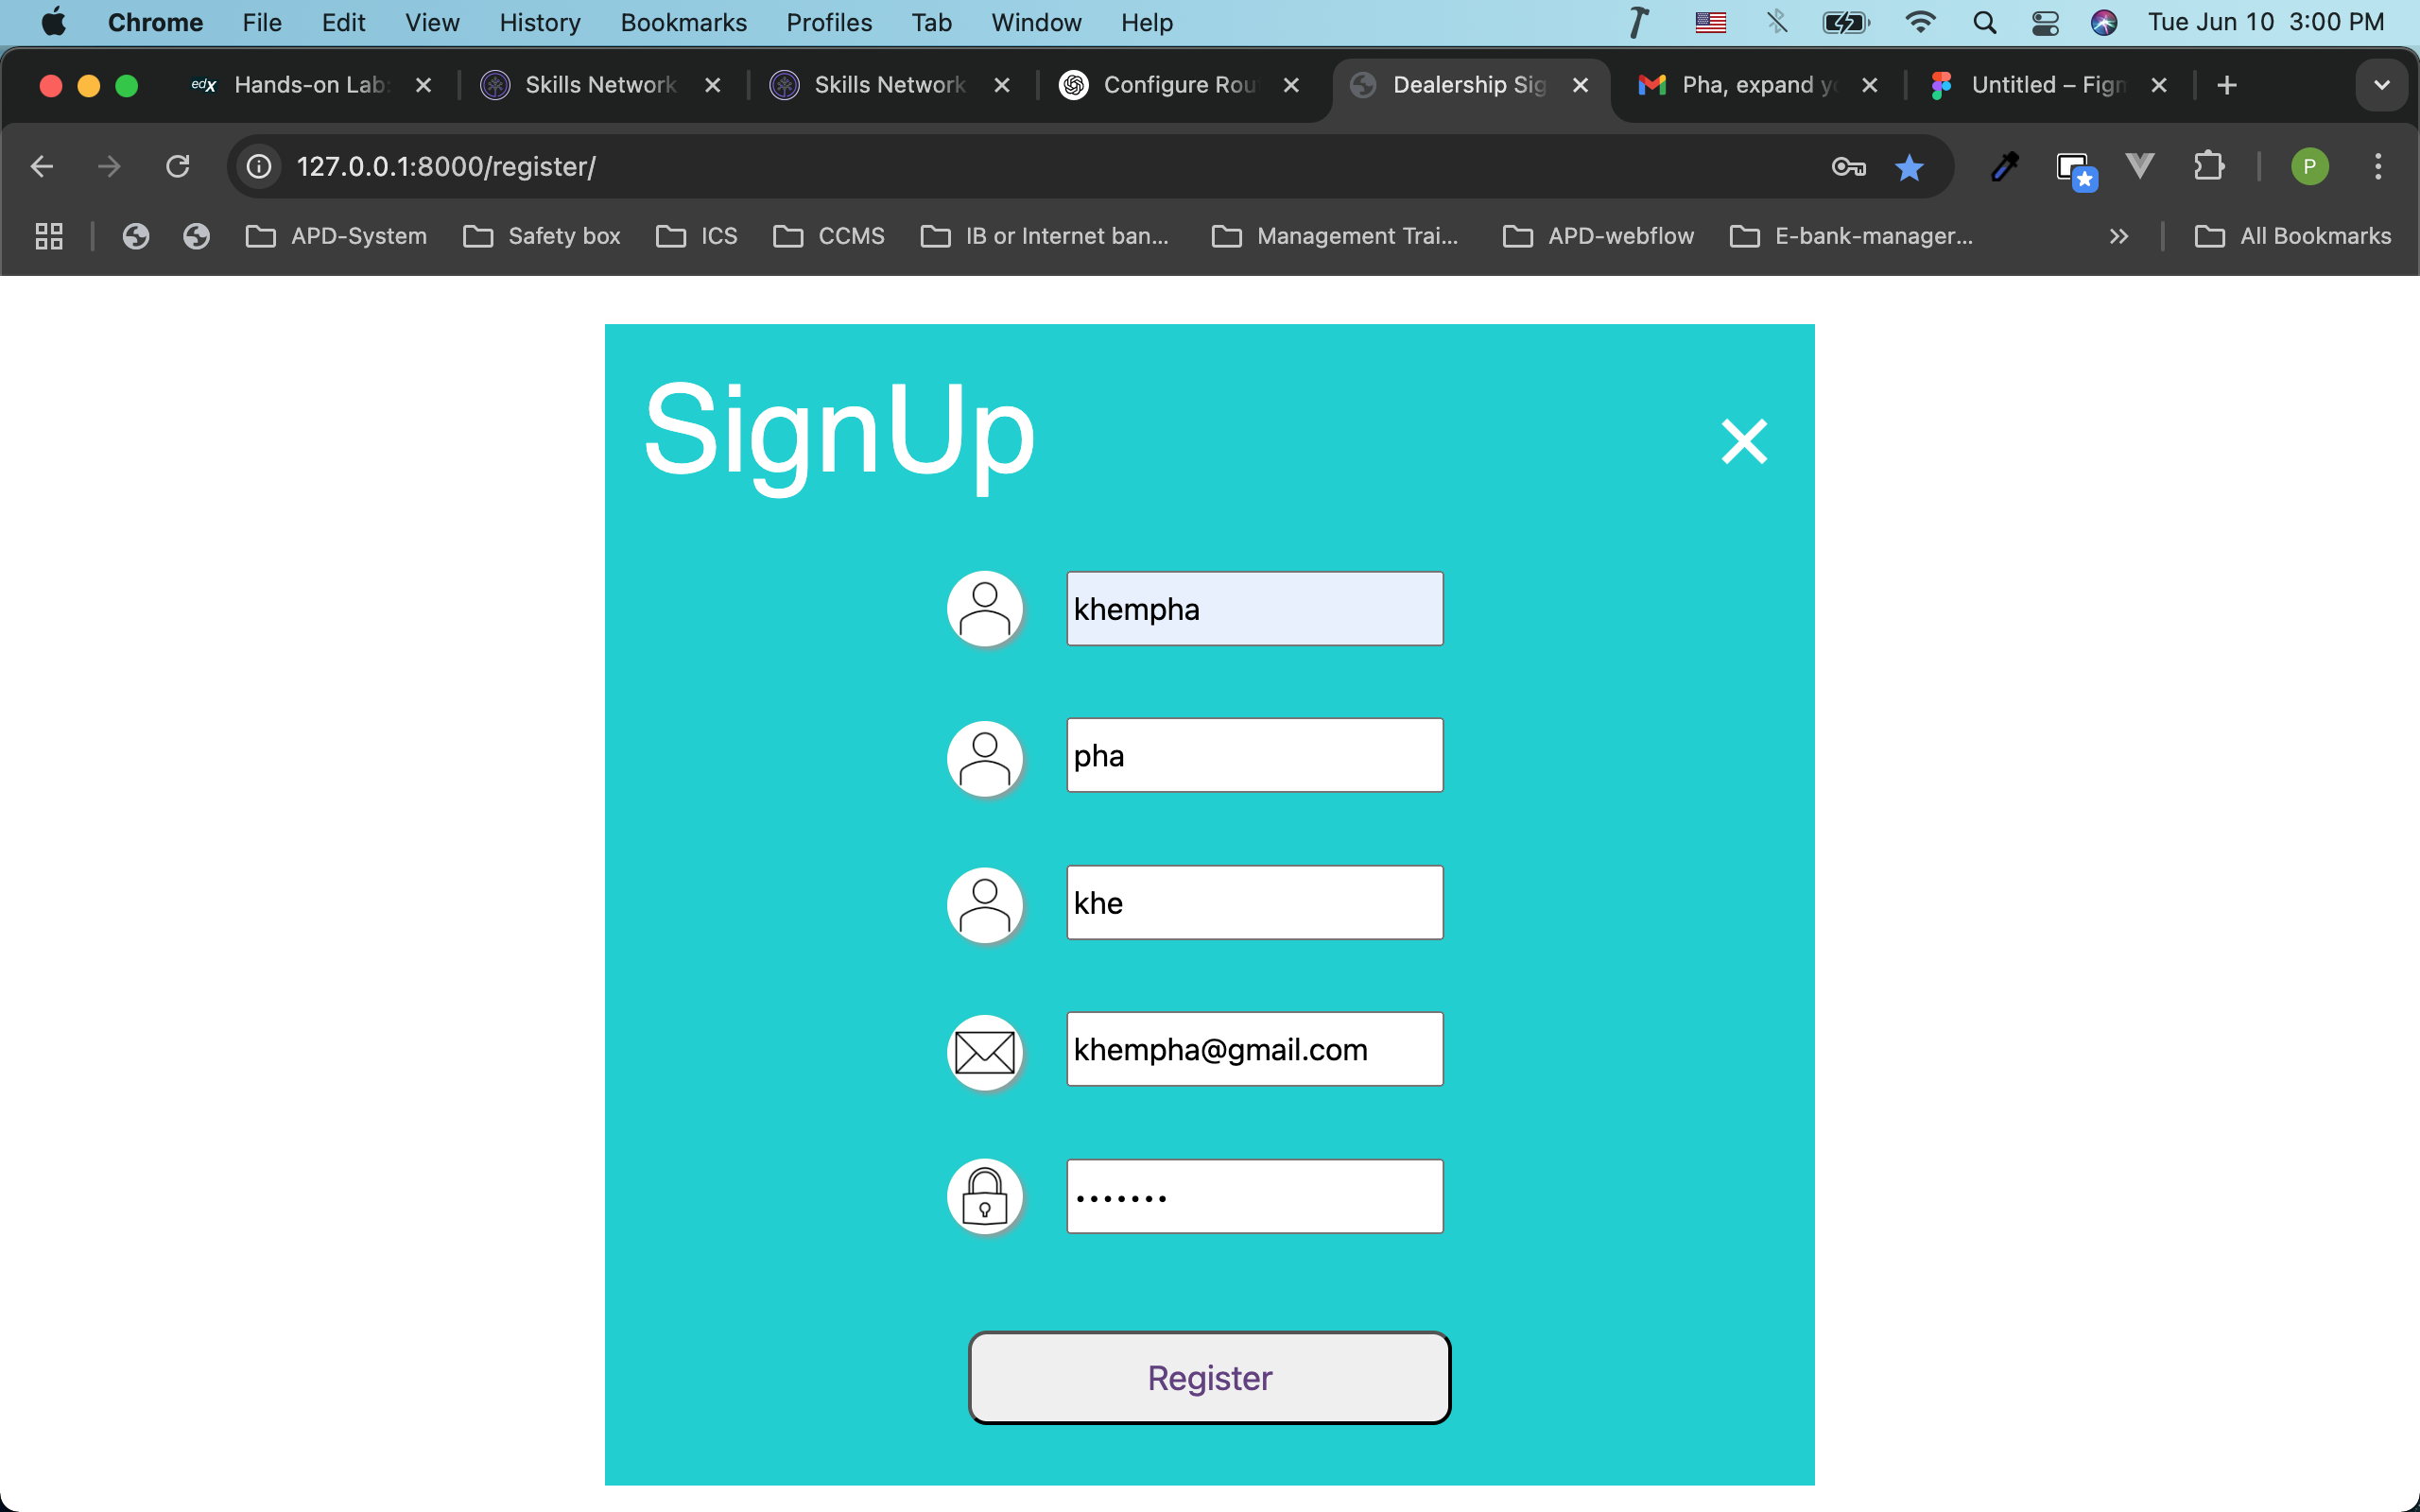 Chrome File Edit View History Bookmarks Profiles Tab Window Help Tue Jun 10 3:00 PM
edX Hands-on Lab: Skills Network Skills Network Configure Rou Dealership Sig Pha, expand yo Untitled – Figm
127.0.0.1:8000/register/ P
APD-System Safety box ICS CCMS IB or Internet ban... Management Trai... APD-webflow E-bank-manager... All Bookmarks
SignUp
khempha
pha
khe
khempha@gmail.com
•••••••
Register